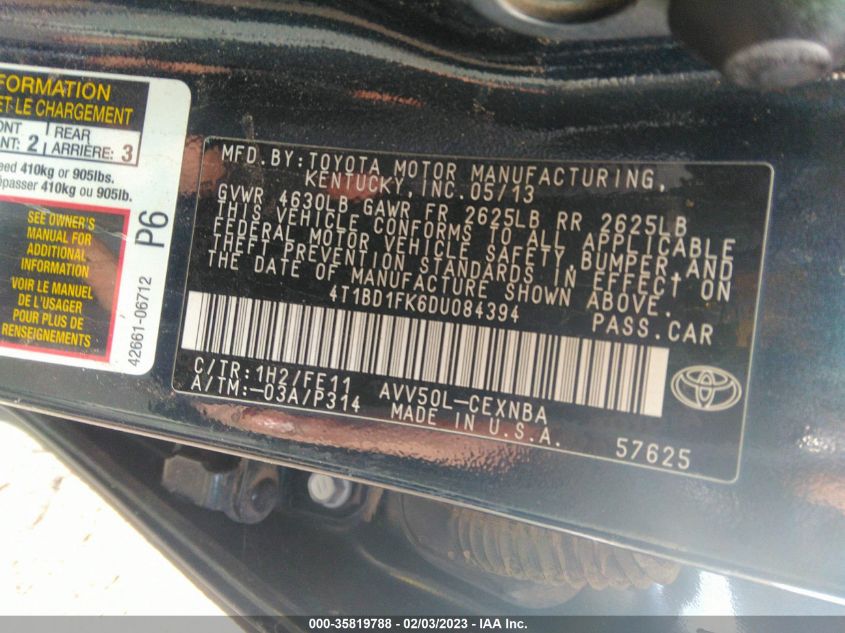 FORMATION
ET LE CHARGEMENT
ONT | REAR
NT: 2 | ARRIÈRE: 3
eed 410kg or 905lbs.
épasser 410kg ou 905lb.
SEE OWNER'S
MANUAL FOR
ADDITIONAL
INFORMATION
VOIR LE MANUEL
DE L'USAGER
POUR PLUS DE
RENSEIGNEMENTS
P6
42661-06712
MFD.BY:TOYOTA MOTOR MANUFACTURING,
KENTUCKY,INC.05/13
GVWR 4630LB GAWR FR 2625LB RR 2625LB
THIS VEHICLE CONFORMS TO ALL APPLICABLE
FEDERAL MOTOR VEHICLE SAFETY,BUMPER,AND
THEFT PREVENTION STANDARDS IN EFFECT ON
THE DATE OF MANUFACTURE SHOWN ABOVE.
4T1BD1FK6DU084394 PASS.CAR
C/TR:1H2/FE11 AVV50L-CEXNBA
A/TM:-03A/P314 MADE IN U.S.A.
57625
000-35819788 - 02/03/2023 - IAA Inc.